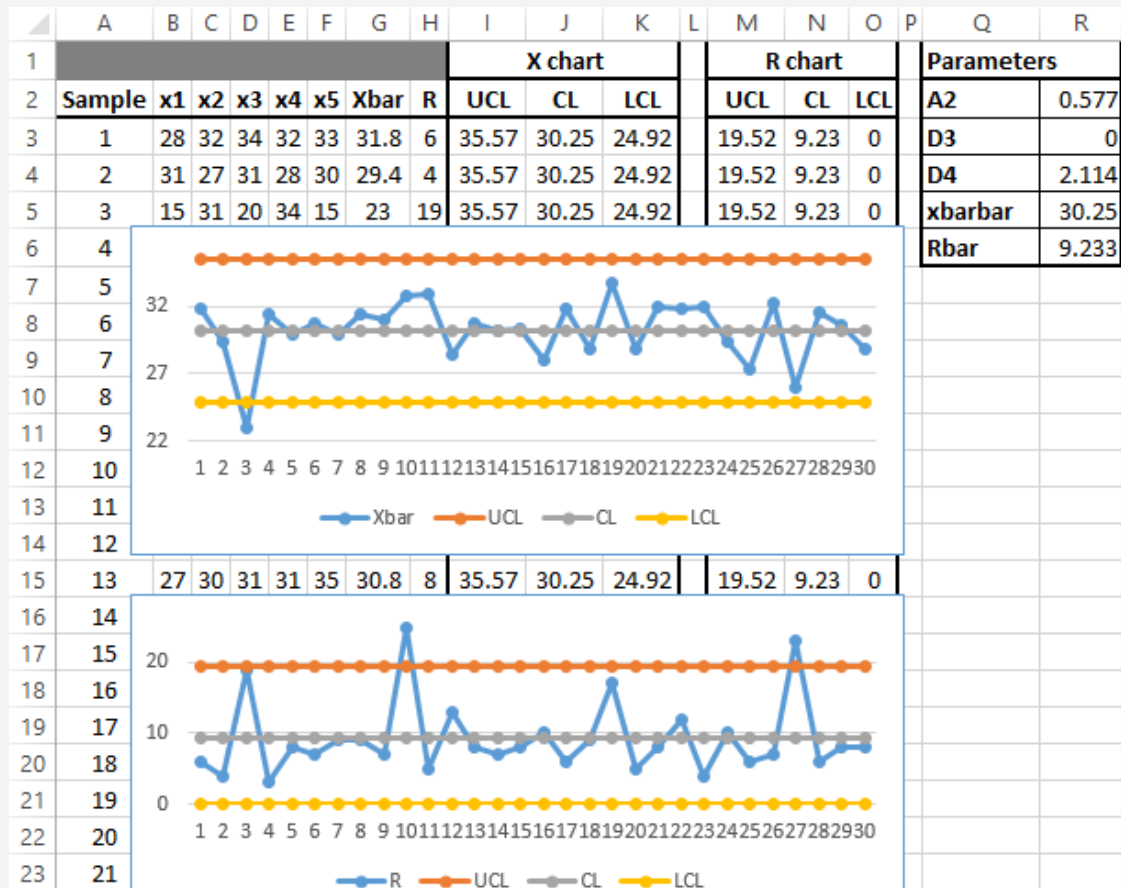 A B C D E F G H I J K L M N O P Q R
1 X chart R chart Parameters
2 Sample x1 x2 x3 x4 x5 Xbar R UCL CL LCL UCL CL LCL A2 0.577
3 1 28 32 34 32 33 31.8 6 35.57 30.25 24.92 19.52 9.23 0 D3 0
4 2 31 27 31 28 30 29.4 4 35.57 30.25 24.92 19.52 9.23 0 D4 2.114
5 3 15 31 20 34 15 23 19 35.57 30.25 24.92 19.52 9.23 0 xbarbar 30.25
6 4 Rbar 9.233
7 5
32
8 6
9 7
27
10 8
11 9
22
12 10 1 2 3 4 5 6 7 8 9 10 11 12 13 14 15 16 17 18 19 20 21 22 23 24 25 26 27 28 29 30
13 11
Xbar UCL CL LCL
14 12
15 13 27 30 31 31 35 30.8 8 35.57 30.25 24.92 19.52 9.23 0
16 14
17 15 20
18 16
19 17 10
20 18
21 19 0
22 20 1 2 3 4 5 6 7 8 9 10 11 12 13 14 15 16 17 18 19 20 21 22 23 24 25 26 27 28 29 30
23 21 R UCL CL LCL